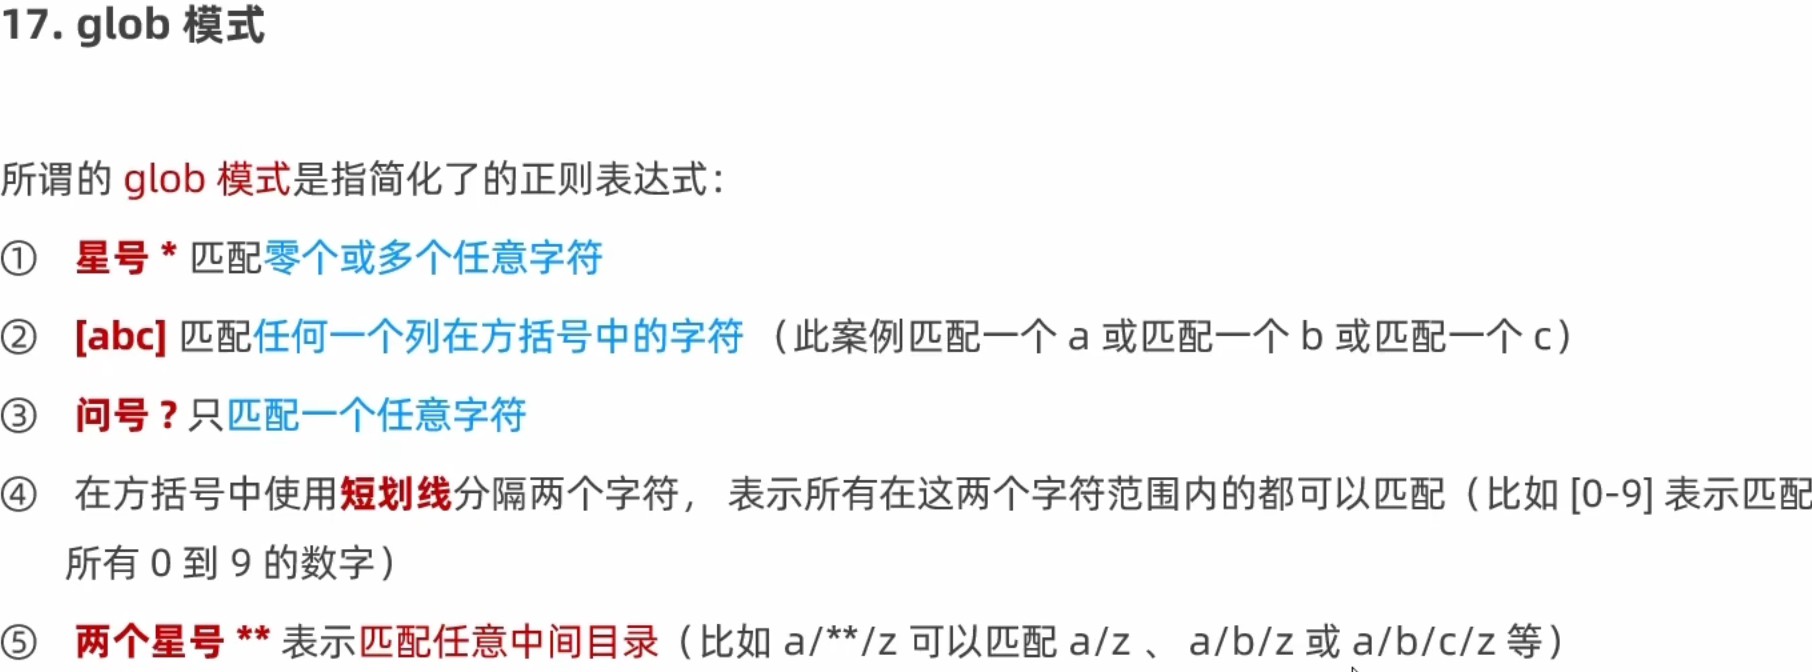 17. glob 模式
所谓的 glob 模式是指简化了的正则表达式：
① 星号 * 匹配零个或多个任意字符
② [abc] 匹配任何一个列在方括号中的字符 （此案例匹配一个 a 或匹配一个 b 或匹配一个 c）
③ 问号 ? 只匹配一个任意字符
④ 在方括号中使用短划线分隔两个字符， 表示所有在这两个字符范围内的都可以匹配（比如 [0-9] 表示匹配
所有 0 到 9 的数字）
⑤ 两个星号 ** 表示匹配任意中间目录（比如 a/**/z 可以匹配 a/z 、 a/b/z 或 a/b/c/z 等）